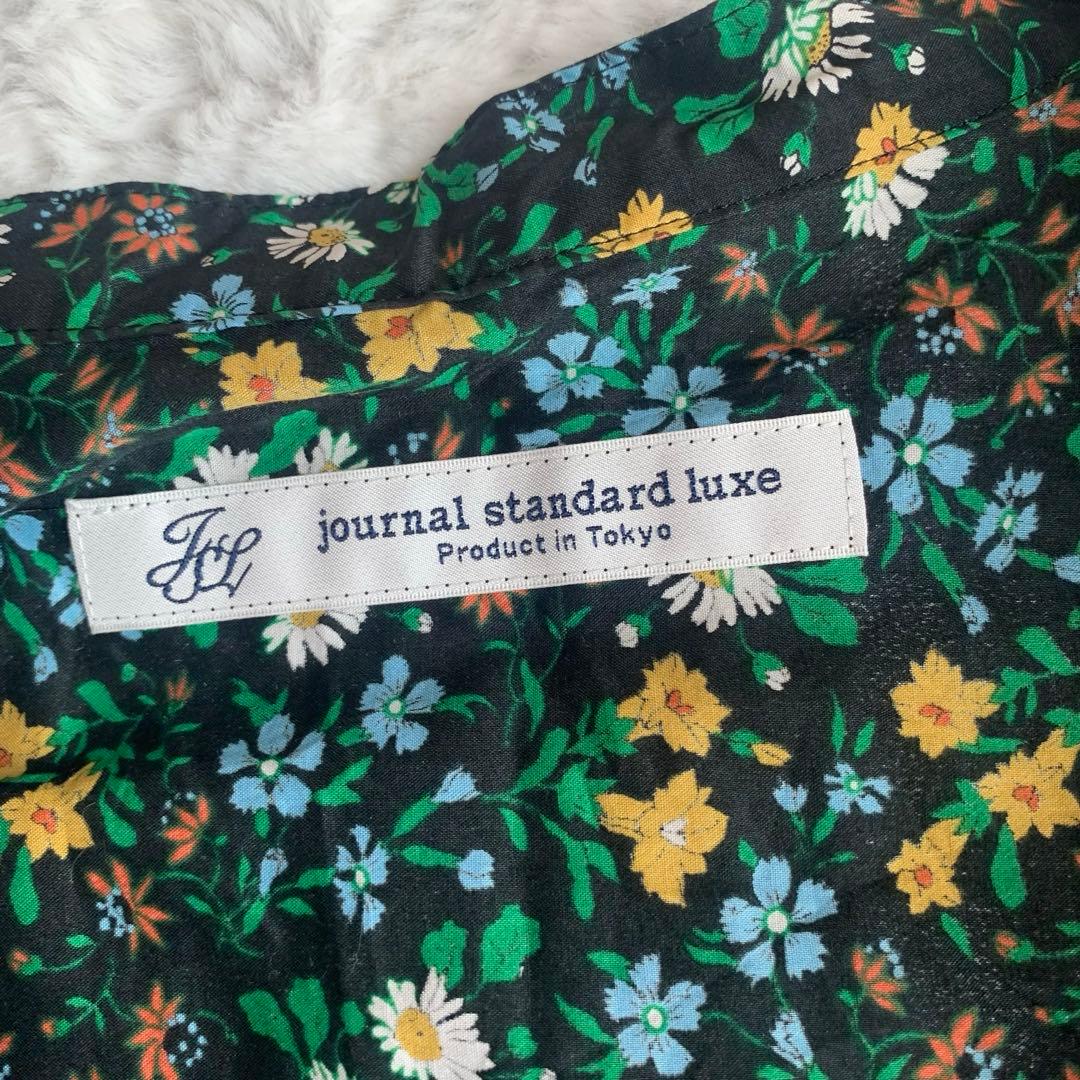 JSL
journal standard luxe
Product in Tokyo